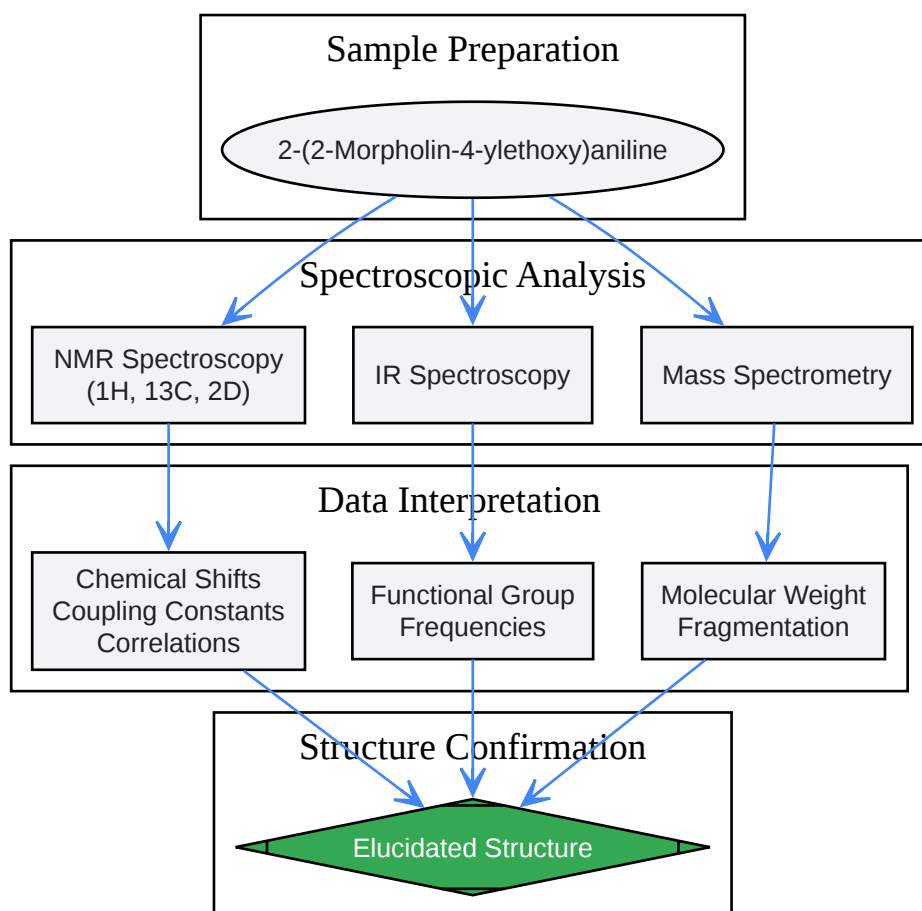 Sample Preparation
2-(2-Morpholin-4-ylethoxy)aniline
Spectroscopic Analysis
NMR Spectroscopy
(1H, 13C, 2D)
IR Spectroscopy
Mass Spectrometry
Data Interpretation
Chemical Shifts
Coupling Constants
Correlations
Functional Group
Frequencies
Molecular Weight
Fragmentation
Structure Confirmation
Elucidated Structure